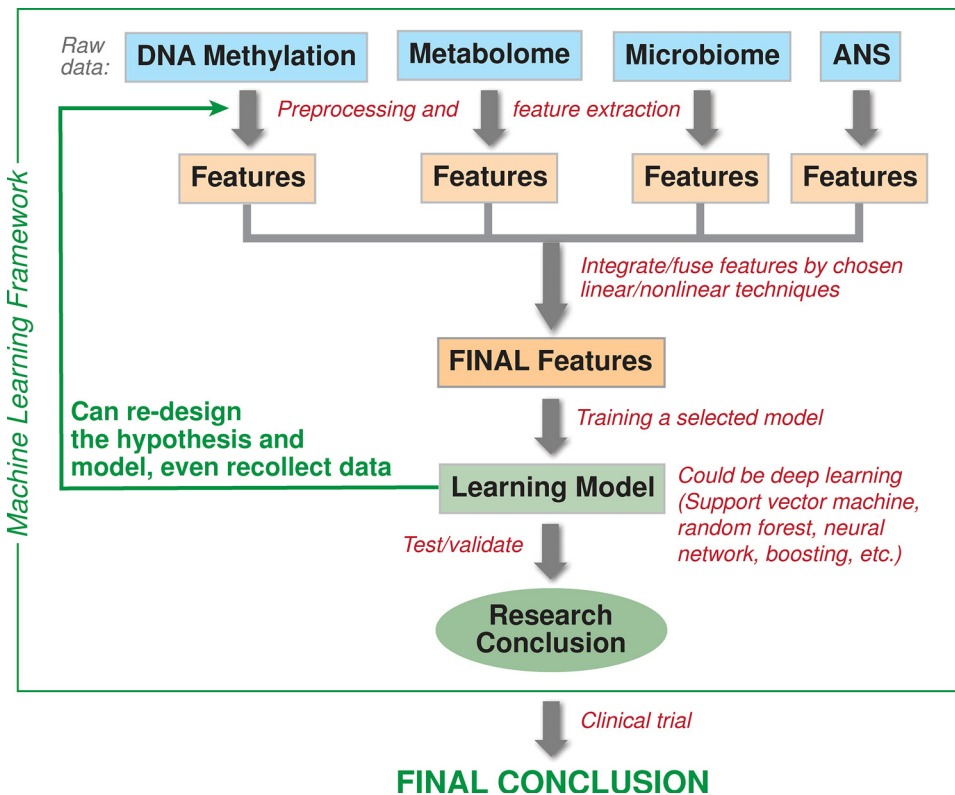 Raw
data:
DNA Methylation
Metabolome
Microbiome
ANS
Preprocessing and
feature extraction
Features
Features
Features
Features
Integrate/fuse features by chosen
linear/nonlinear techniques
FINAL Features
Training a selected model
Can re-design
the hypothesis and
model, even recollect data
Learning Model
Could be deep learning
(Support vector machine,
random forest, neural
network, boosting, etc.)
Test/validate
Research
Conclusion
Machine Learning Framework
Clinical trial
FINAL CONCLUSION